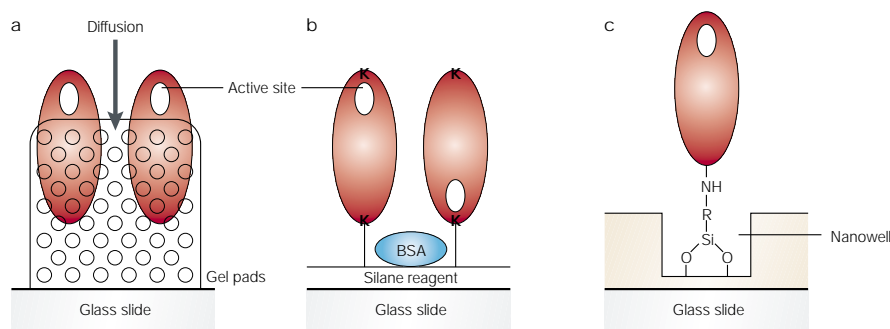 a
Diffusion
Gel pads
Glass slide
b
Active site
K
K
K
K
BSA
Silane reagent
Glass slide
c
NH
R
Si
O
O
Nanowell
Glass slide